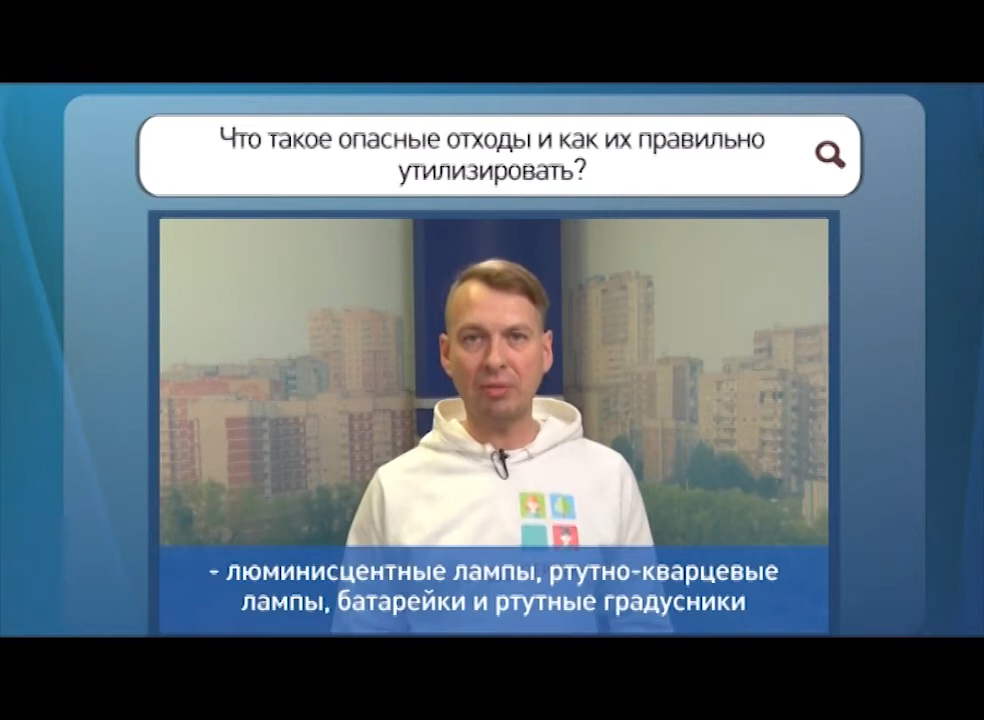 Что такое опасные отходы и как их правильно
утилизировать?
- люминисцентные лампы, ртутно-кварцевые
лампы, батарейки и ртутные градусники